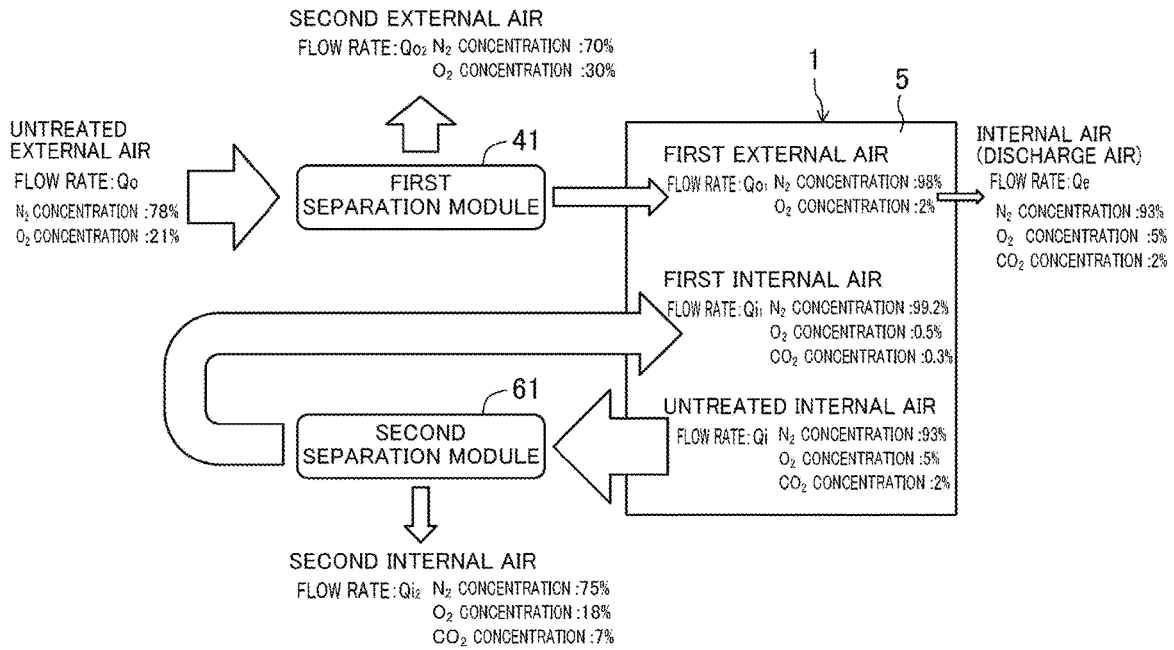 SECOND EXTERNAL AIR
FLOW RATE: Qo₂ N₂ CONCENTRATION :70%
O₂ CONCENTRATION :30%
UNTREATED
EXTERNAL AIR
FLOW RATE: Qo
N₂ CONCENTRATION :78%
O₂ CONCENTRATION :21%
41
FIRST
SEPARATION MODULE
1
5
FIRST EXTERNAL AIR
FLOW RATE: Qo₁ N₂ CONCENTRATION :98%
O₂ CONCENTRATION :2%
INTERNAL AIR
(DISCHARGE AIR)
FLOW RATE: Qe
N₂ CONCENTRATION :93%
O₂ CONCENTRATION :5%
CO₂ CONCENTRATION :2%
FIRST INTERNAL AIR
FLOW RATE: Qi₁ N₂ CONCENTRATION :99.2%
O₂ CONCENTRATION :0.5%
CO₂ CONCENTRATION :0.3%
61
SECOND
SEPARATION MODULE
UNTREATED INTERNAL AIR
FLOW RATE: Qi N₂ CONCENTRATION :93%
O₂ CONCENTRATION :5%
CO₂ CONCENTRATION :2%
SECOND INTERNAL AIR
FLOW RATE: Qi₂ N₂ CONCENTRATION :75%
O₂ CONCENTRATION :18%
CO₂ CONCENTRATION :7%